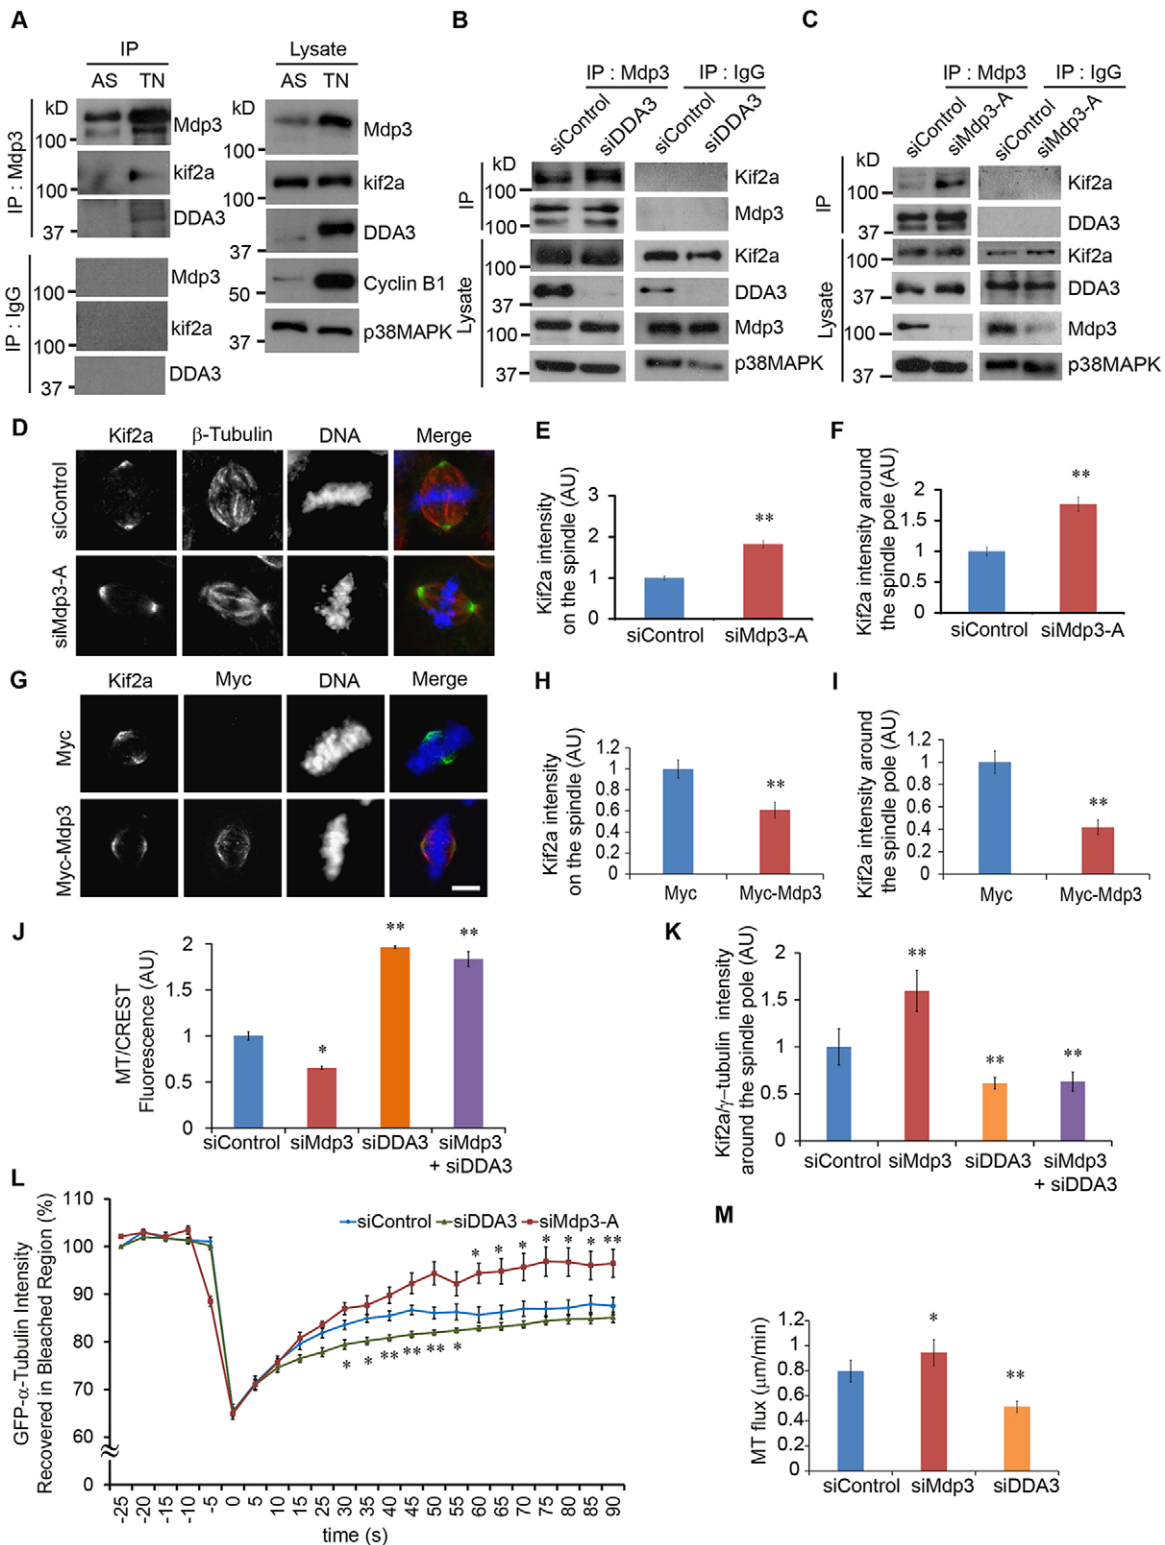 A
IP
Lysate
AS TN
AS TN
kD
100
Mdp3
100
kif2a
37
DDA3
IP : Mdp3
100
Mdp3
100
kif2a
37
DDA3
IP : IgG
kD
100
Mdp3
100
kif2a
37
DDA3
50
Cyclin B1
37
p38MAPK
B
IP : Mdp3
IP : IgG
siControl
siDDA3
siControl
siDDA3
kD
IP
100
Kif2a
100
Mdp3
Lysate
100
Kif2a
37
DDA3
100
Mdp3
37
p38MAPK
C
IP : Mdp3
IP : IgG
siControl
siMdp3-A
siControl
siMdp3-A
kD
IP
100
Kif2a
37
DDA3
Lysate
100
Kif2a
37
DDA3
100
Mdp3
37
p38MAPK
D
Kif2a
β-Tubulin
DNA
Merge
siControl
siMdp3-A
E
Kif2a intensity
on the spindle (AU)
3
2
1
0
**
siControl
siMdp3-A
F
Kif2a intensity around
the spindle pole (AU)
2
1.5
1
0.5
0
**
siControl
siMdp3-A
G
Kif2a
Myc
DNA
Merge
Myc
Myc-Mdp3
H
Kif2a intensity
on the spindle (AU)
1.2
1
0.8
0.6
0.4
0.2
0
**
Myc
Myc-Mdp3
I
Kif2a intensity around
the spindle pole (AU)
1.2
1
0.8
0.6
0.4
0.2
0
**
Myc
Myc-Mdp3
J
MT/CREST
Fluorescence (AU)
2
1.5
1
0.5
0
*
**
**
siControl
siMdp3
siDDA3
siMdp3
+ siDDA3
K
Kif2a/γ–tubulin intensity
around the spindle pole (AU)
2
1.5
1
0.5
0
**
**
**
siControl
siMdp3
siDDA3
siMdp3
+ siDDA3
L
GFP-α-Tubulin Intensity
Recovered in Bleached Region (%)
110
100
90
80
70
60
0
siControl
siDDA3
siMdp3-A
* * * * * * **
* * ** ** ** *
-25 -20 -15 -10 -5 0 5 10 15 20 25 30 35 40 45 50 55 60 65 70 75 80 85 90
time (s)
M
MT flux (μm/min)
1.2
1
0.8
0.6
0.4
0.2
0
*
**
siControl
siMdp3
siDDA3